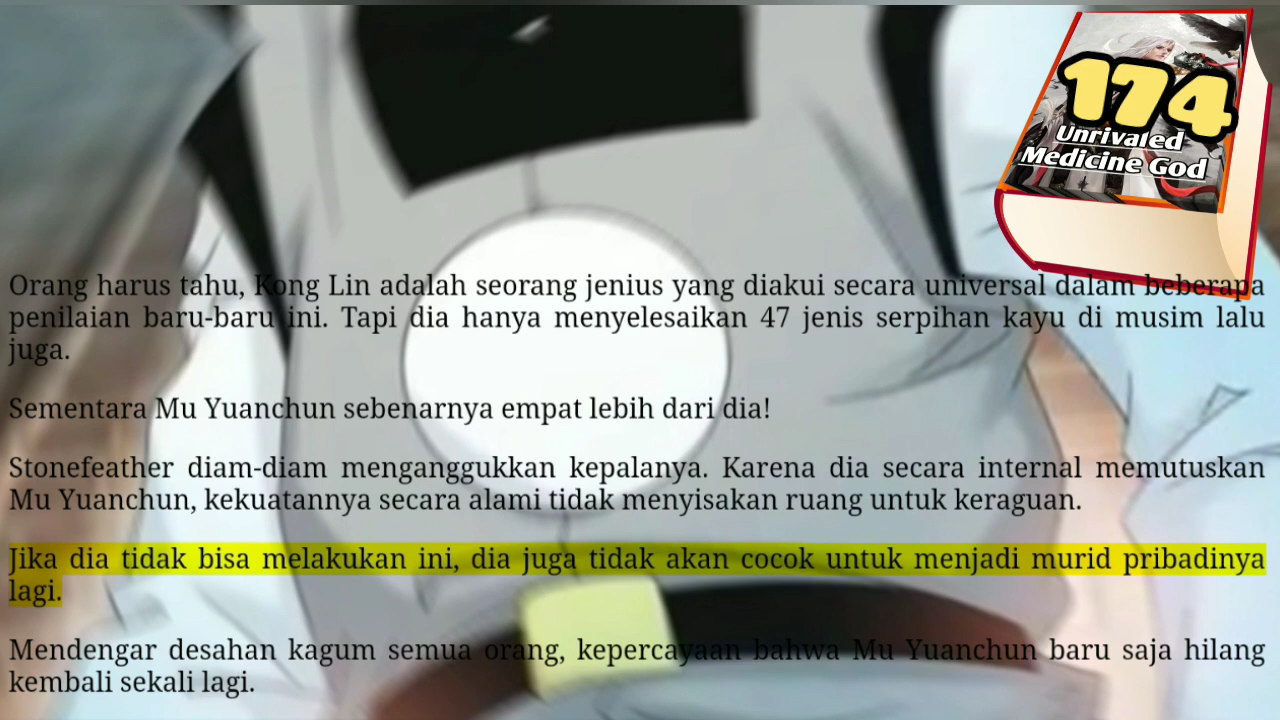 174
Unrivaled
Medicine God
Orang harus tahu, Kong Lin adalah seorang jenius yang diakui secara universal dalam beberapa
penilaian baru-baru ini. Tapi dia hanya menyelesaikan 47 jenis serpihan kayu di musim lalu
juga.
Sementara Mu Yuanchun sebenarnya empat lebih dari dia!
Stonefeather diam-diam menganggukkan kepalanya. Karena dia secara internal memutuskan
Mu Yuanchun, kekuatannya secara alami tidak menyisakan ruang untuk keraguan.
Jika dia tidak bisa melakukan ini, dia juga tidak akan cocok untuk menjadi murid pribadinya
lagi.
Mendengar desahan kagum semua orang, kepercayaan bahwa Mu Yuanchun baru saja hilang
kembali sekali lagi.